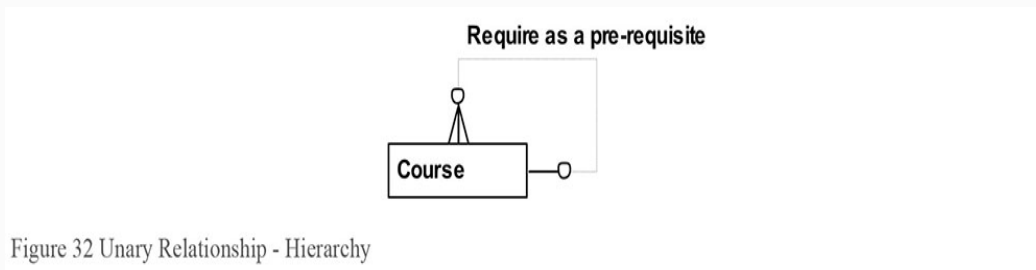 Require as a pre-requisite
Course
Figure 32 Unary Relationship - Hierarchy